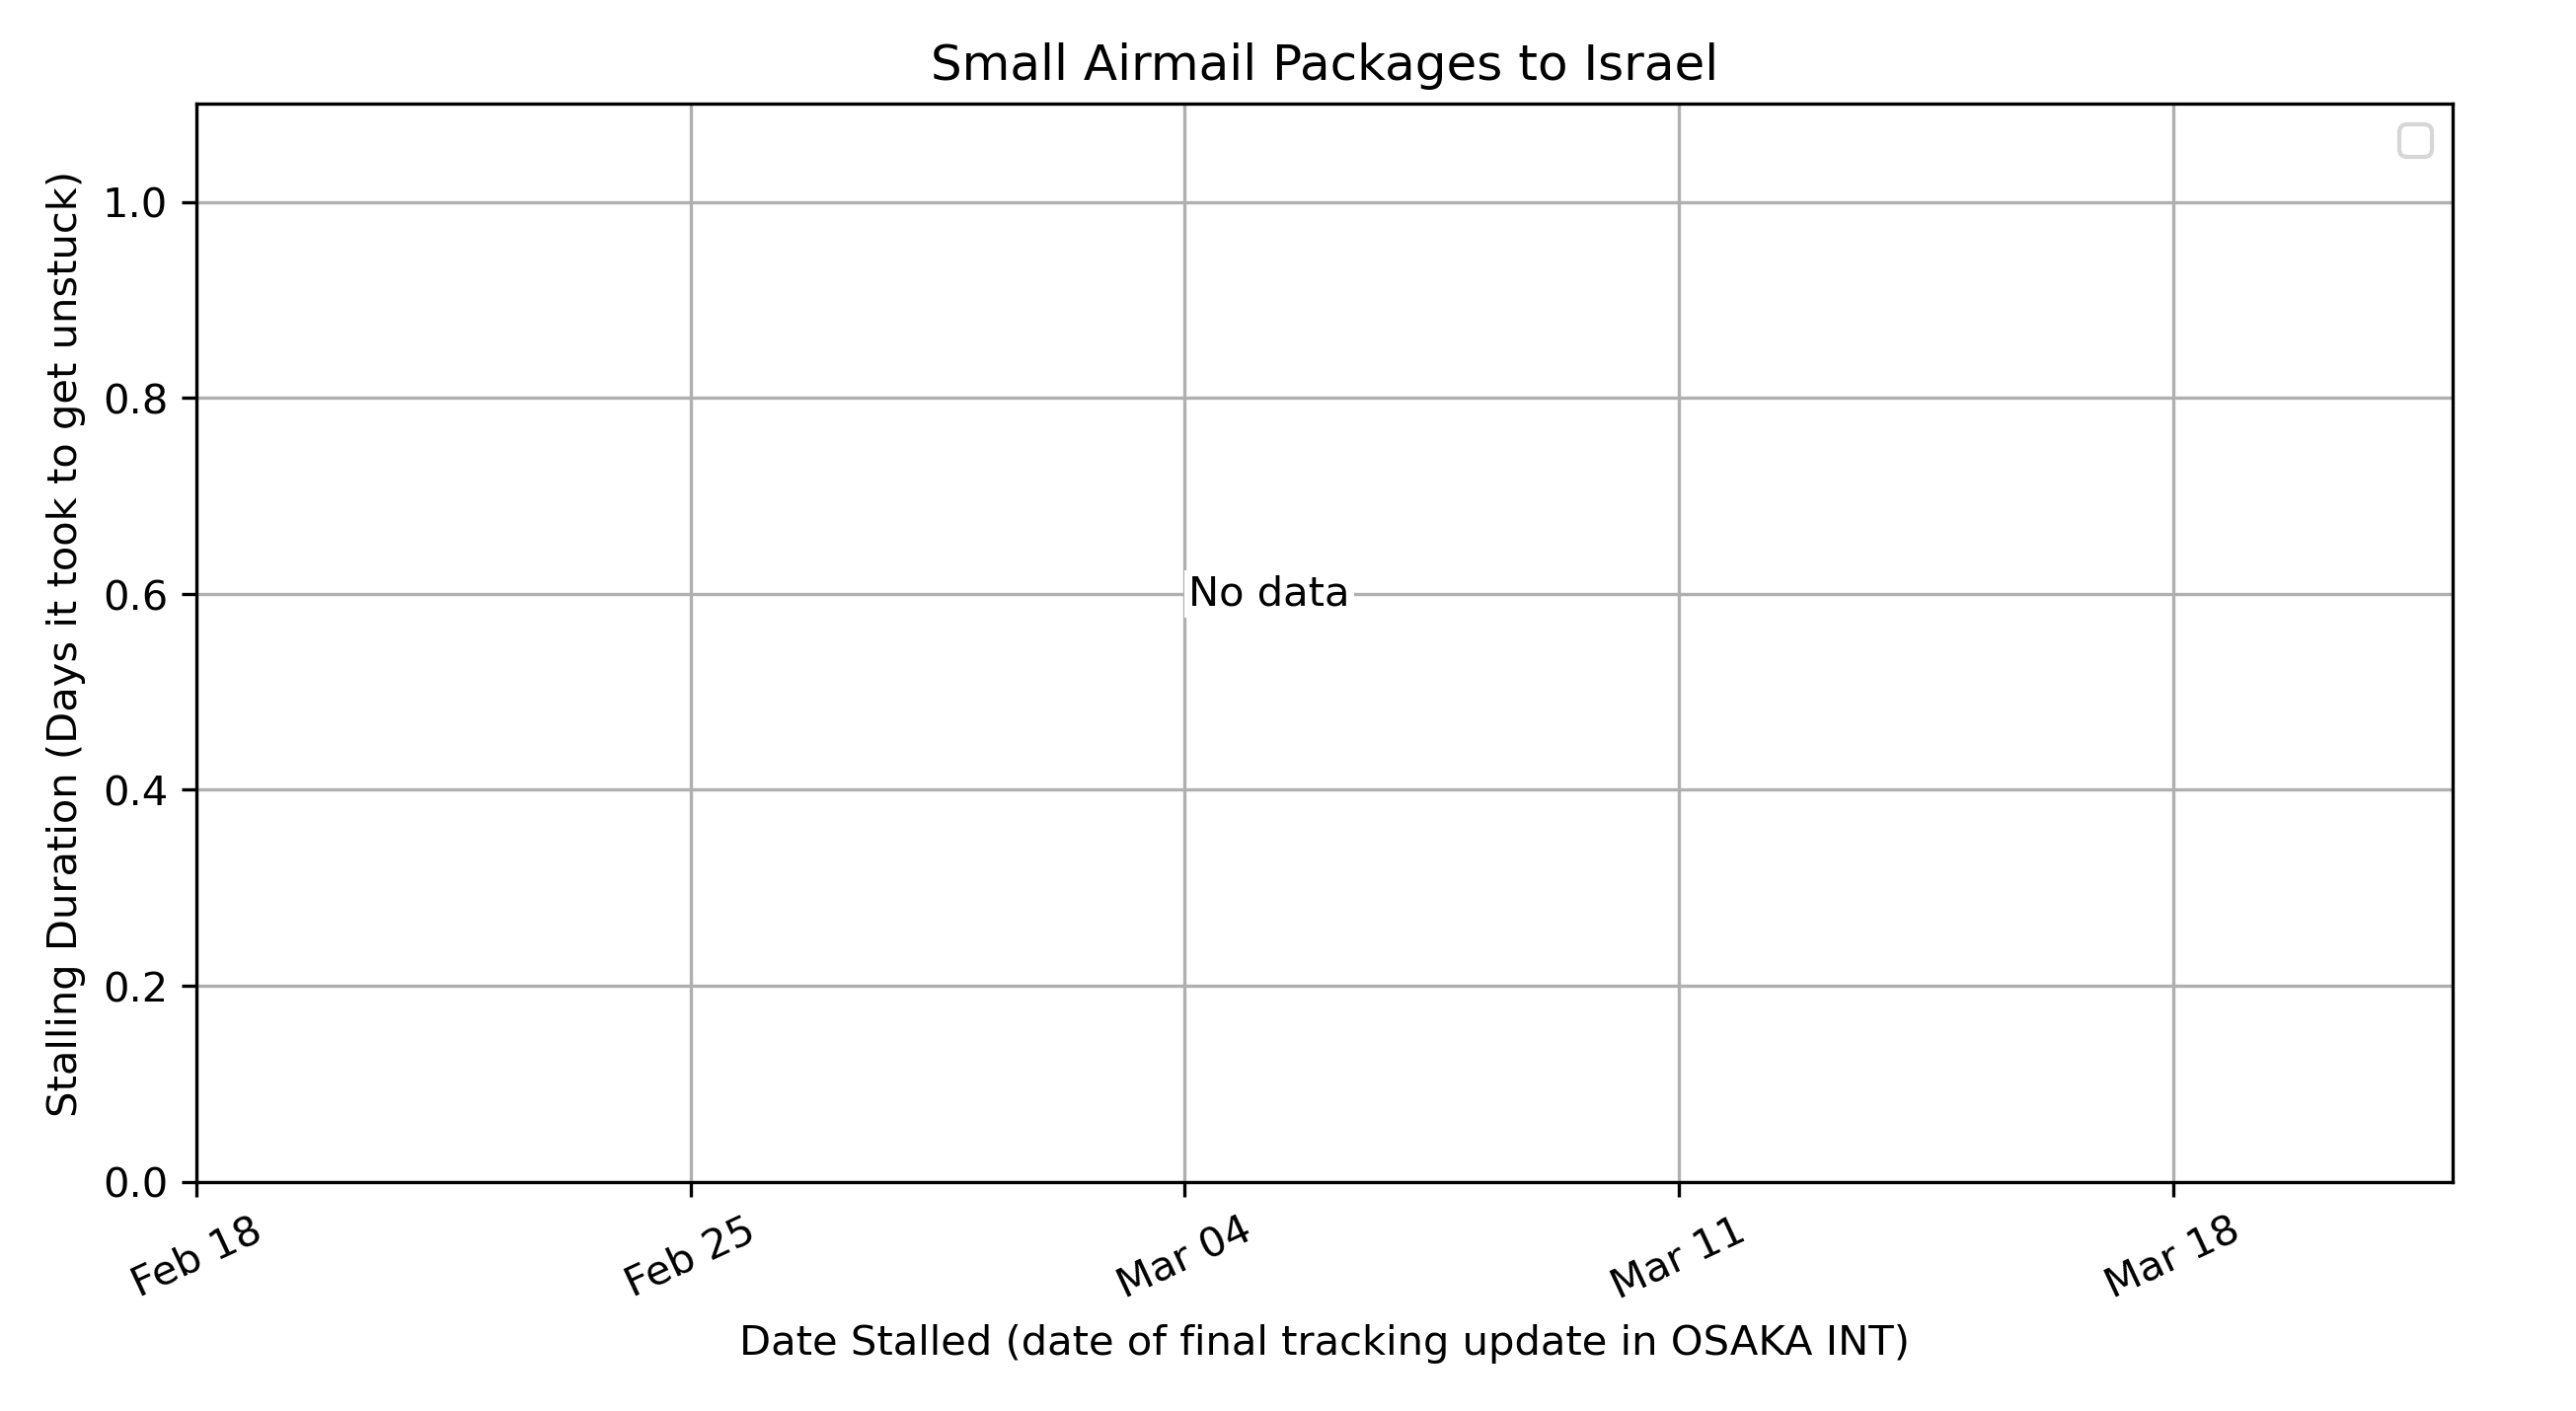 Small Airmail Packages to Israel
Stalling Duration (Days it took to get unstuck)
1.0
0.8
0.6
0.4
0.2
0.0
No data
Feb 18
Feb 25
Mar 04
Mar 11
Mar 18
Date Stalled (date of final tracking update in OSAKA INT)